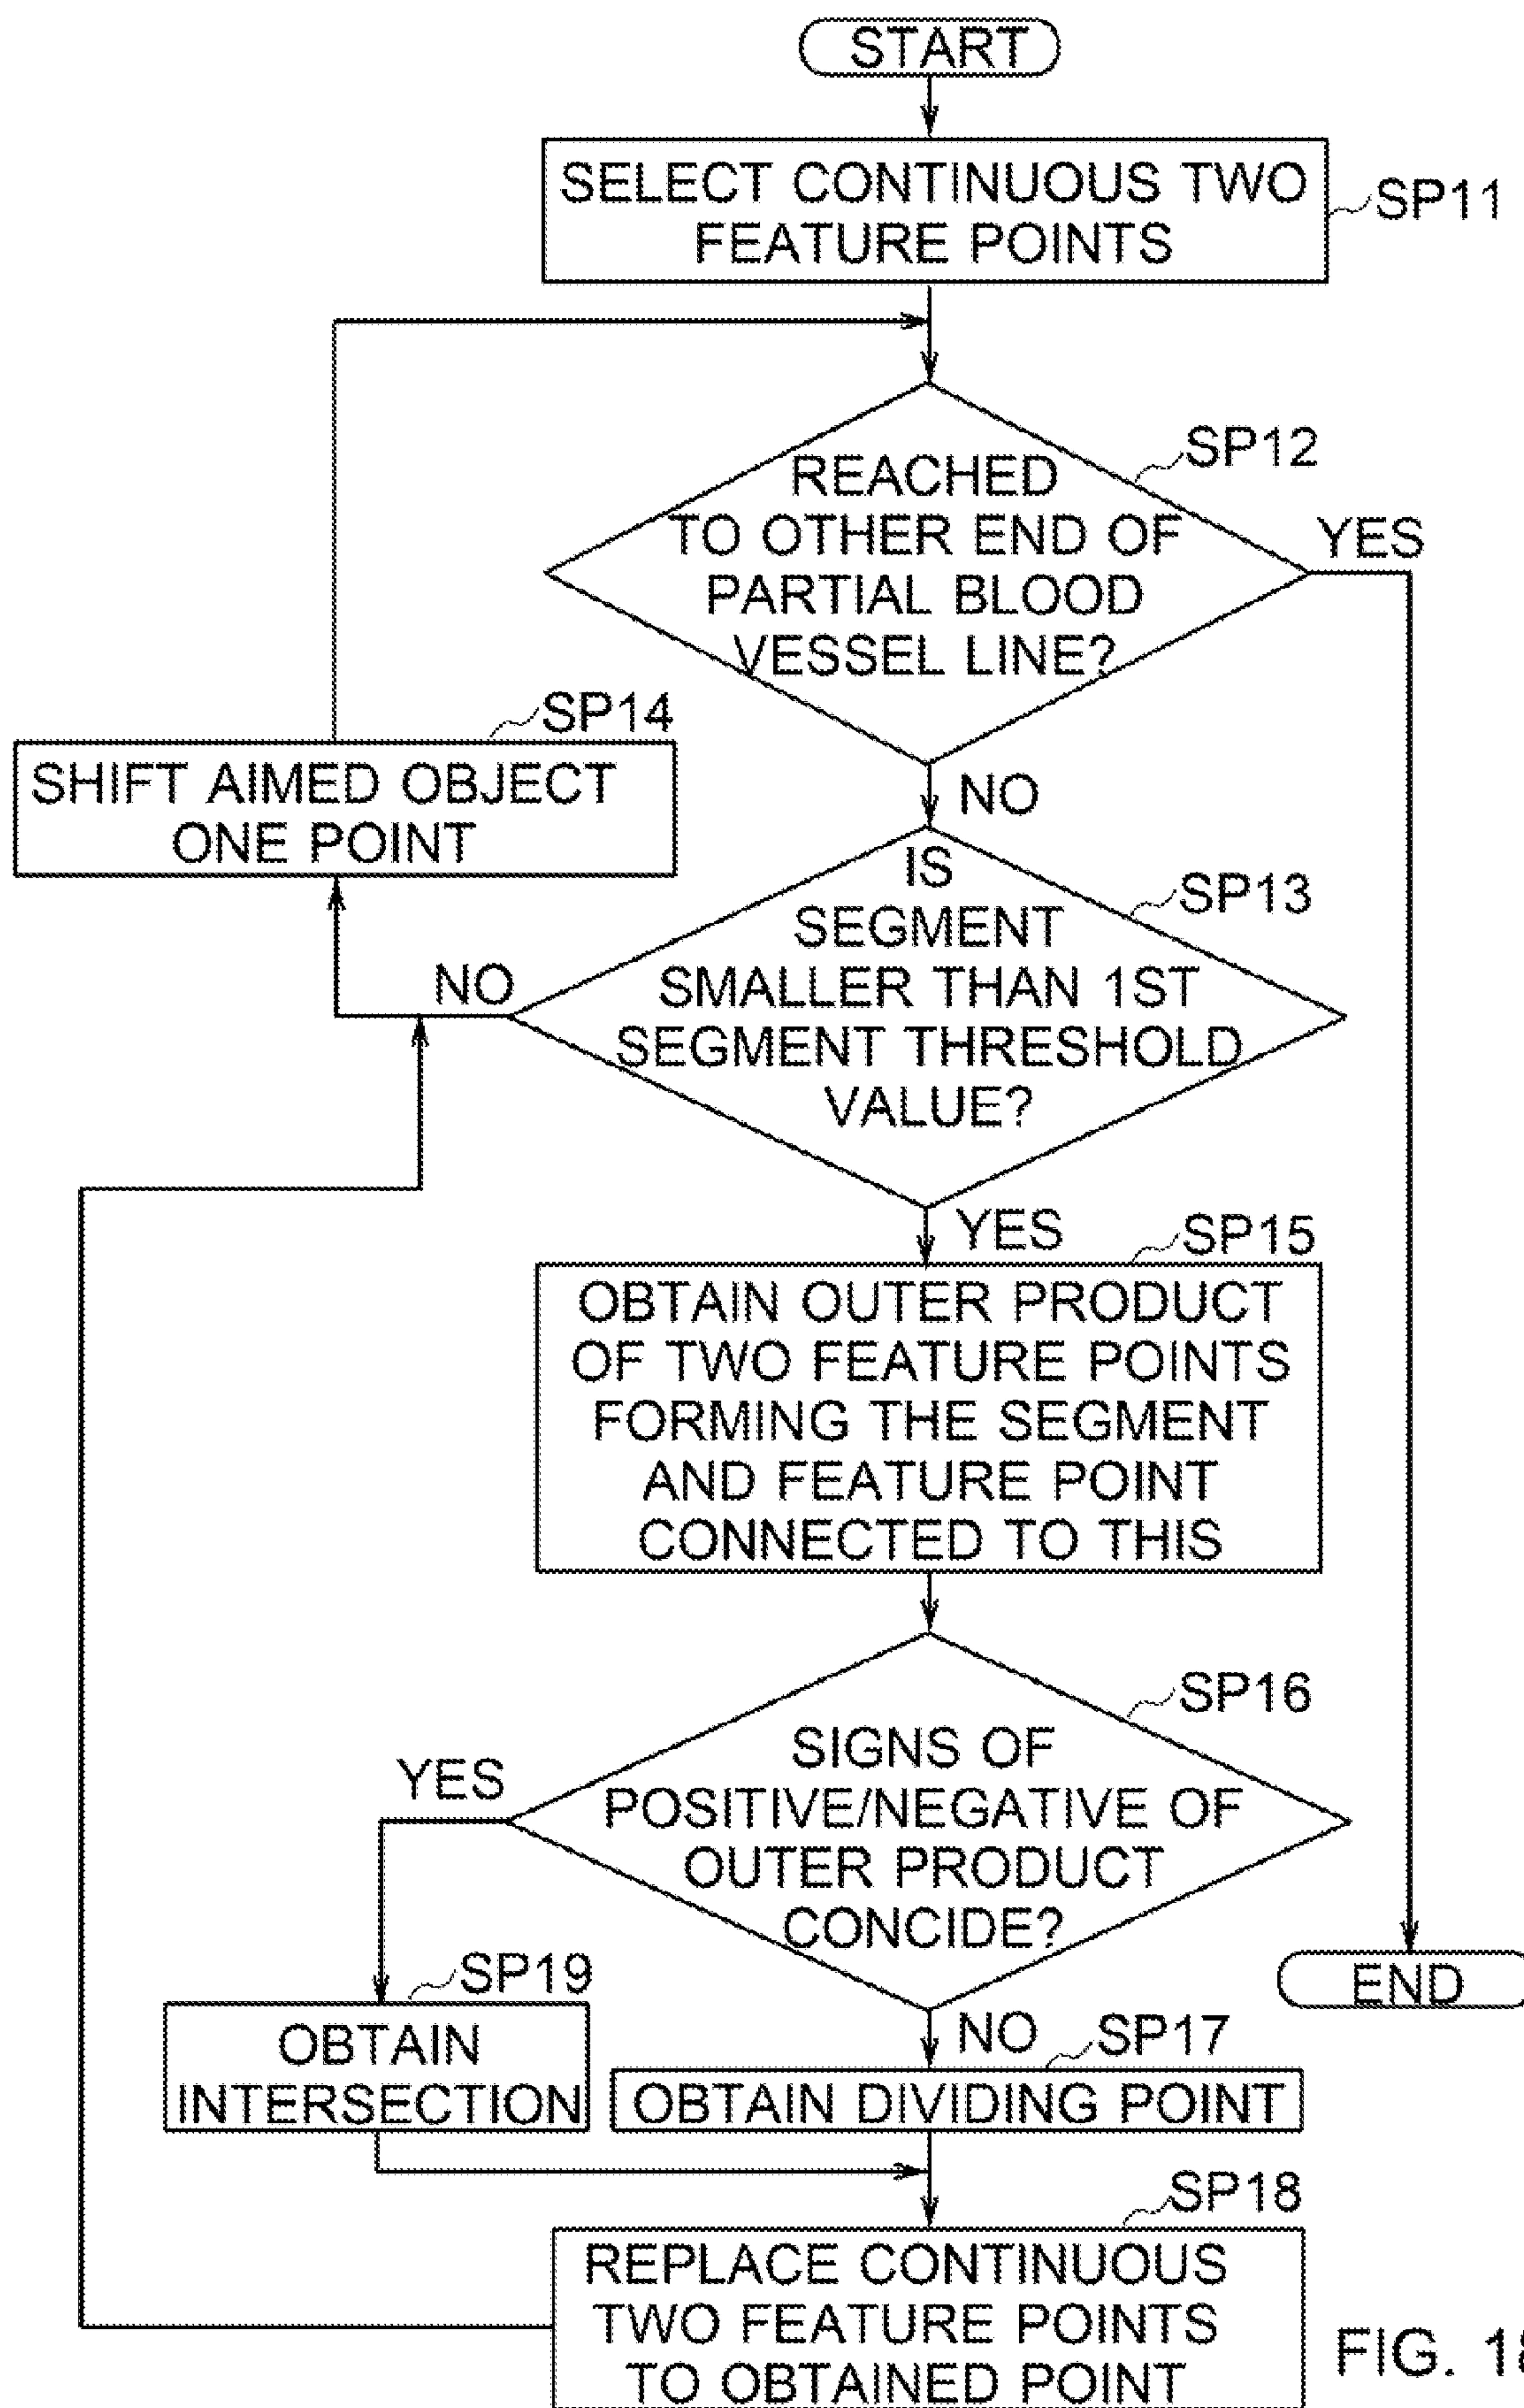 START
SELECT CONTINUOUS TWO
FEATURE POINTS
SP11
SP12
REACHED
TO OTHER END OF
PARTIAL BLOOD
VESSEL LINE?
YES
SP14
SHIFT AIMED OBJECT
ONE POINT
NO
SP13
IS
SEGMENT
SMALLER THAN 1ST
SEGMENT THRESHOLD
VALUE?
NO
YES
SP15
OBTAIN OUTER PRODUCT
OF TWO FEATURE POINTS
FORMING THE SEGMENT
AND FEATURE POINT
CONNECTED TO THIS
SP16
SIGNS OF
POSITIVE/NEGATIVE OF
OUTER PRODUCT
CONCIDE?
YES
END
SP19
OBTAIN
INTERSECTION
NO
SP17
OBTAIN DIVIDING POINT
SP18
REPLACE CONTINUOUS
TWO FEATURE POINTS
TO OBTAINED POINT
FIG. 18